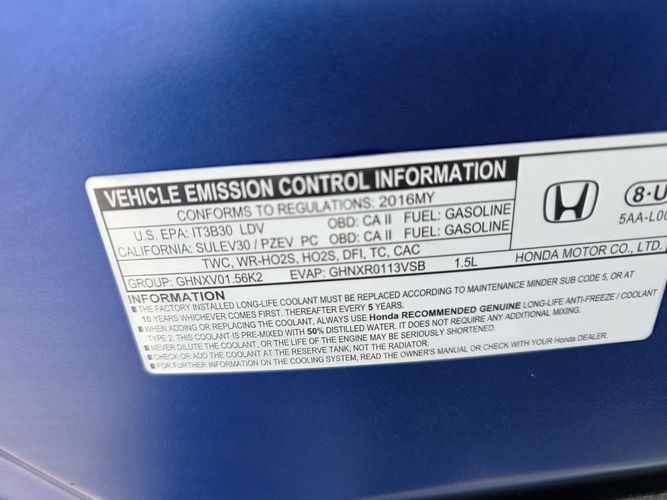 VEHICLE EMISSION CONTROL INFORMATION
CONFORMS TO REGULATIONS: 2016MY
U.S. EPA: IT3B30 LDV OBD: CA II FUEL: GASOLINE
CALIFORNIA: SULEV30 / PZEV PC OBD: CA II FUEL: GASOLINE
TWC, WR-HO2S, HO2S, DFI, TC, CAC
GROUP: GHNXV01.56K2 EVAP: GHNXR0113VSB 1.5L
8-U
5AA-L00
HONDA MOTOR CO., LTD.
INFORMATION
■THE FACTORY INSTALLED LONG-LIFE COOLANT MUST BE REPLACED ACCORDING TO MAINTENANCE MINDER SUB CODE 5, OR AT
10 YEARS WHICHEVER COMES FIRST. THEREAFTER EVERY 5 YEARS.
■WHEN ADDING OR REPLACING THE COOLANT, ALWAYS USE Honda RECOMMENDED GENUINE LONG-LIFE ANTI-FREEZE / COOLANT
TYPE 2. THIS COOLANT IS PRE-MIXED WITH 50% DISTILLED WATER. IT DOES NOT REQUIRE ANY ADDITIONAL MIXING.
■NEVER DILUTE THE COOLANT, OR THE LIFE OF THE ENGINE MAY BE SERIOUSLY SHORTENED.
■CHECK OR ADD THE COOLANT AT THE RESERVE TANK, NOT THE RADIATOR.
■FOR FURTHER INFORMATION ON THE COOLING SYSTEM, READ THE OWNER'S MANUAL OR CHECK WITH YOUR Honda DEALER.